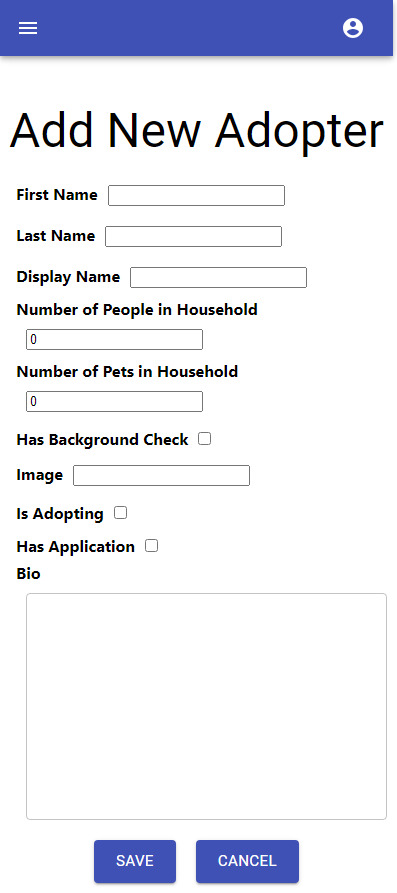 Add New Adopter
First Name
Last Name
Display Name
Number of People in Household
0
Number of Pets in Household
0
Has Background Check
Image
Is Adopting
Has Application
Bio
SAVE CANCEL